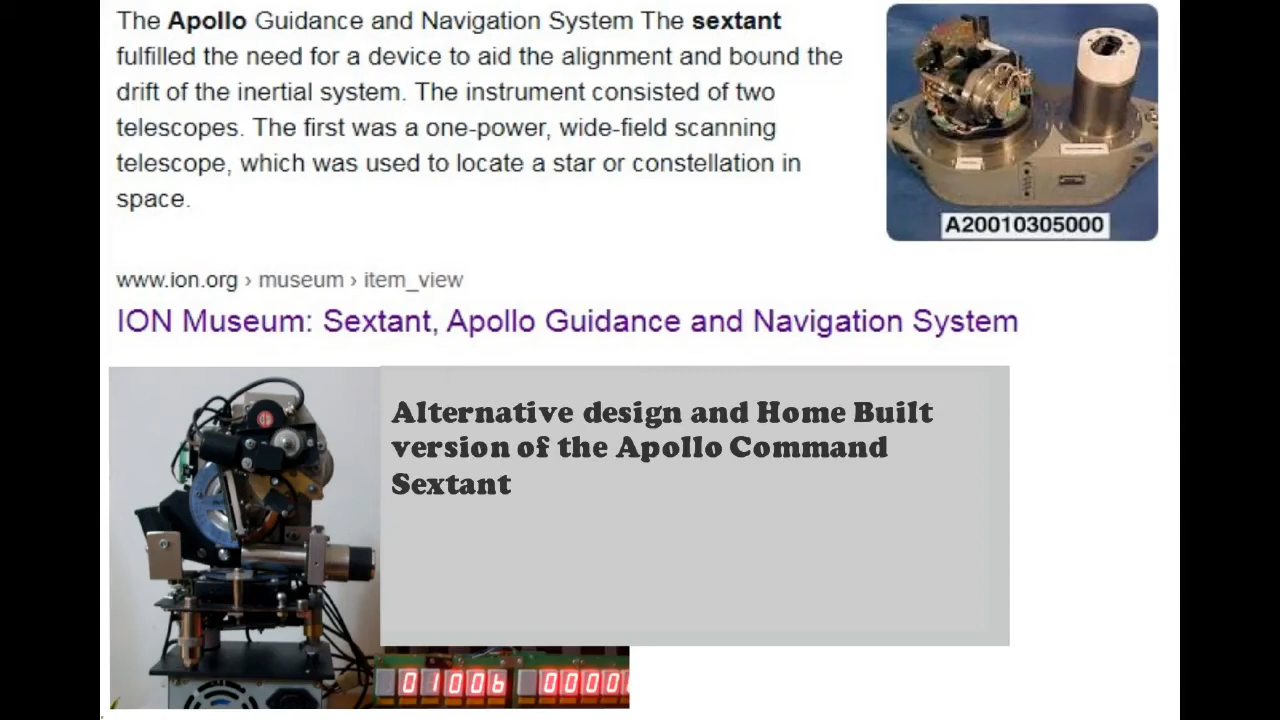 The Apollo Guidance and Navigation System The sextant
fulfilled the need for a device to aid the alignment and bound the
drift of the inertial system. The instrument consisted of two
telescopes. The first was a one-power, wide-field scanning
telescope, which was used to locate a star or constellation in
space.
A20010305000
www.ion.org › museum › item_view
ION Museum: Sextant, Apollo Guidance and Navigation System
Alternative design and Home Built
version of the Apollo Command
Sextant
01006 0000